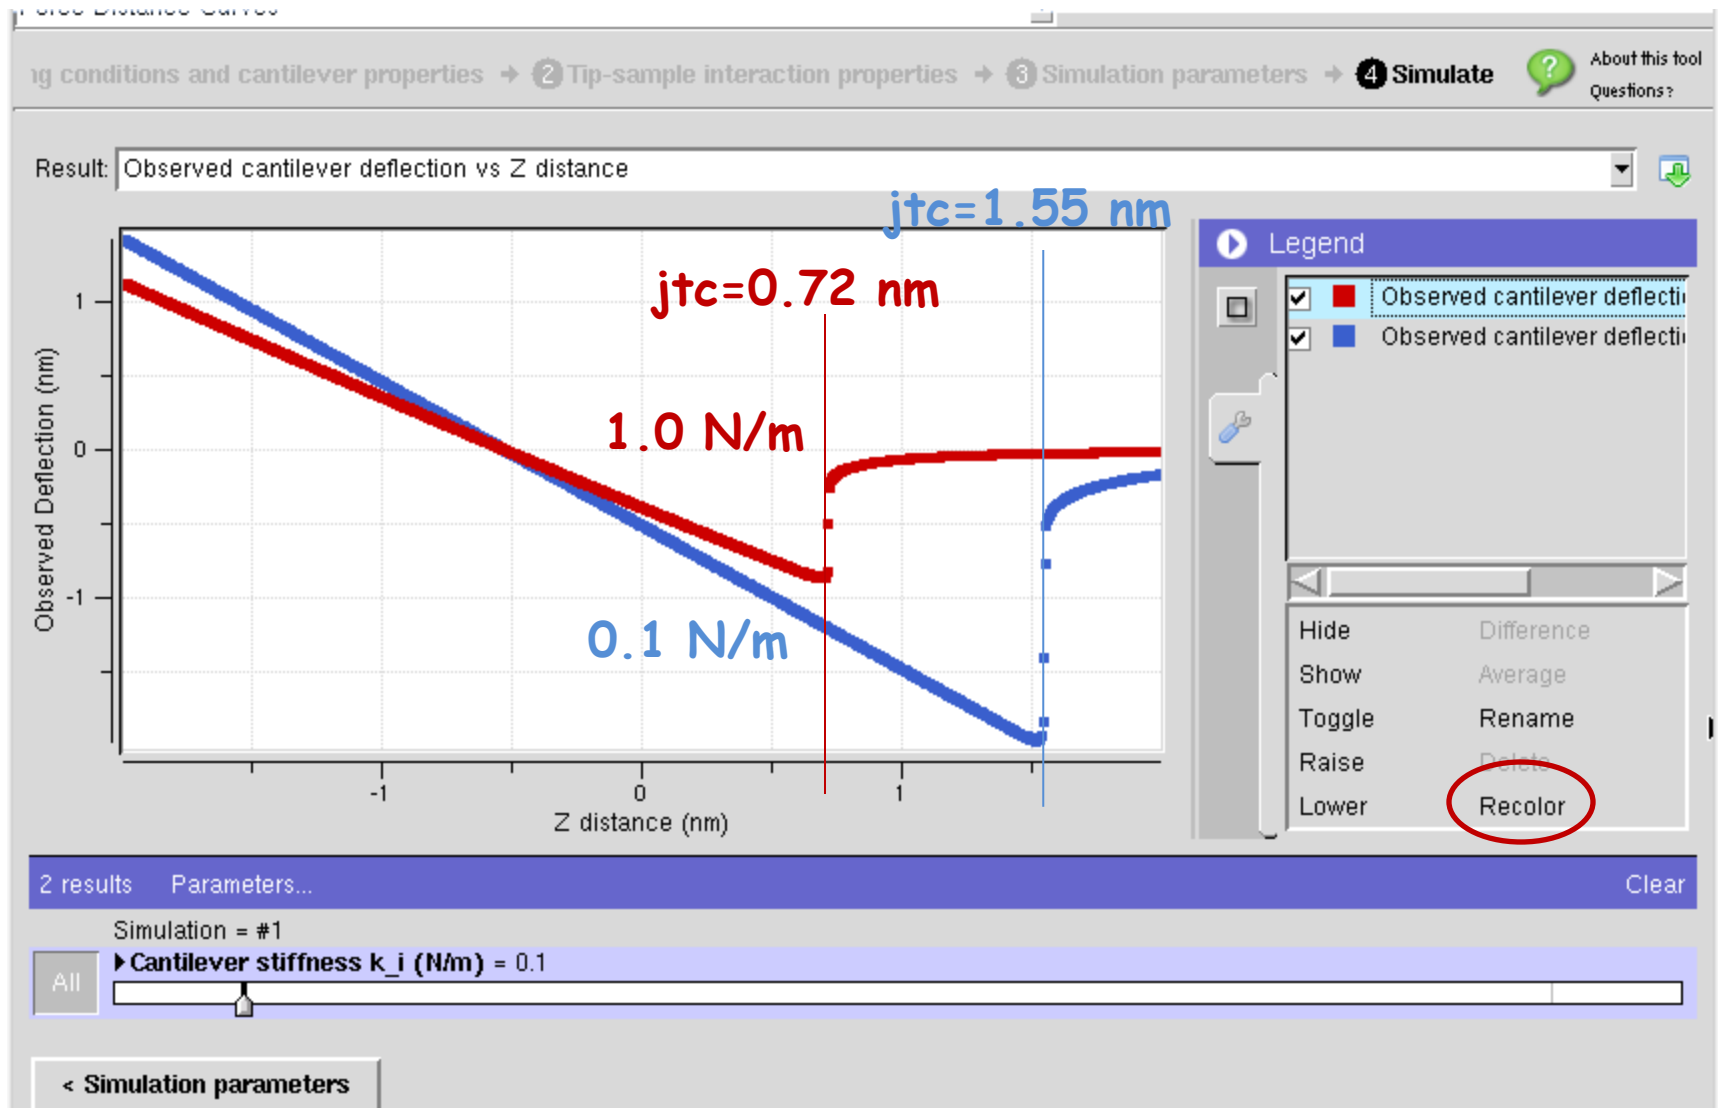 Force Distance Curves
ng conditions and cantilever properties → 2 Tip-sample interaction properties → 3 Simulation parameters → 4 Simulate
?
About this tool
Questions?
Result: Observed cantilever deflection vs Z distance
jtc=1.55 nm
jtc=0.72 nm
1.0 N/m
0.1 N/m
Observed Deflection (nm)
1
0
-1
-1
0
1
Z distance (nm)
Legend
Observed cantilever deflecti
Observed cantilever deflecti
Hide Difference
Show Average
Toggle Rename
Raise Delete
Lower Recolor
2 results Parameters... Clear
Simulation = #1
All
Cantilever stiffness k_i (N/m) = 0.1
< Simulation parameters